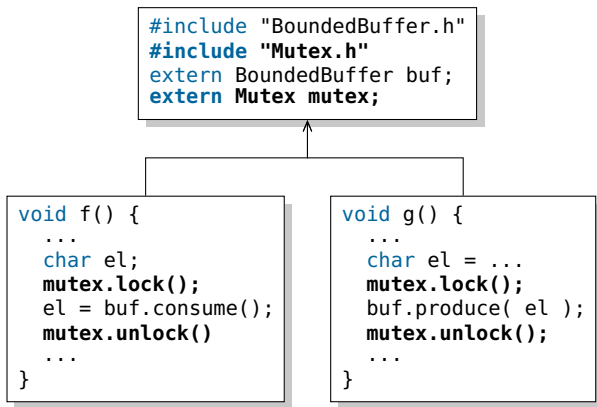 #include "BoundedBuffer.h"
#include "Mutex.h"
extern BoundedBuffer buf;
extern Mutex mutex;
void f() {
...
char el;
mutex.lock();
el = buf.consume();
mutex.unlock()
...
}
void g() {
...
char el = ...
mutex.lock();
buf.produce( el );
mutex.unlock();
...
}